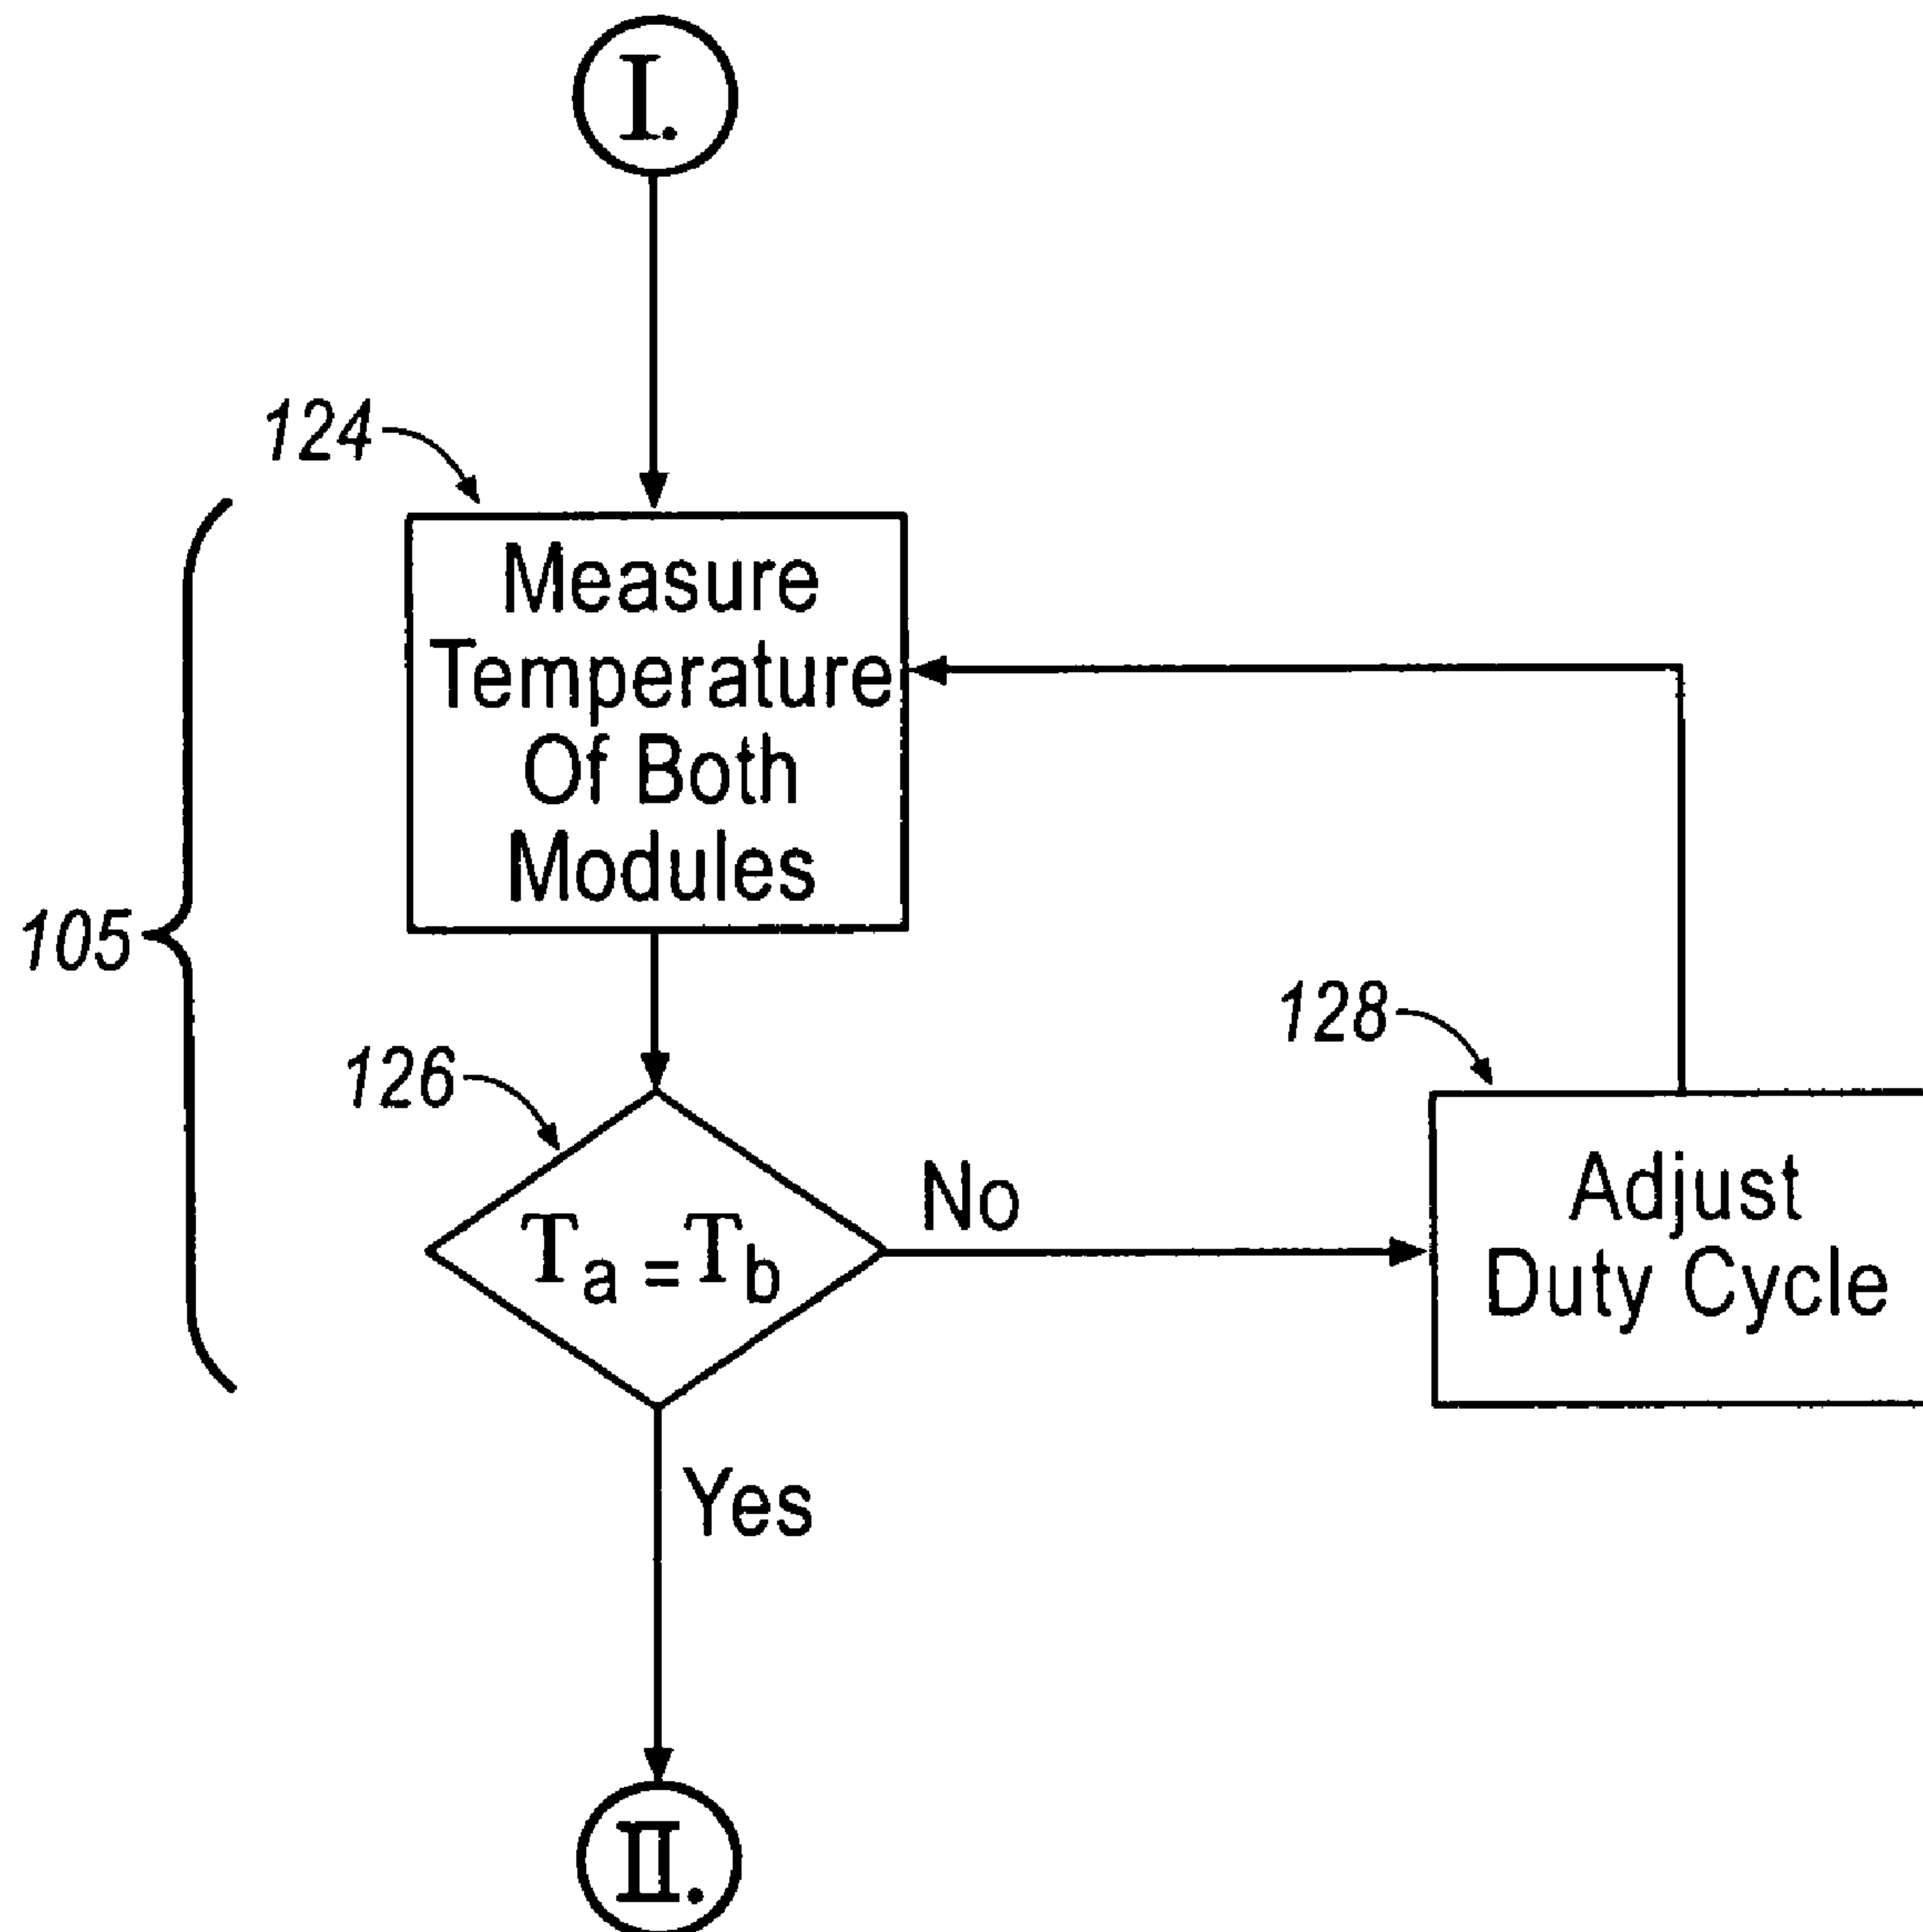 I.
124
Measure
Temperature
Of Both
Modules
105
128
126
No
Adjust
Ta = Tb
Duty Cycle
Yes
II.